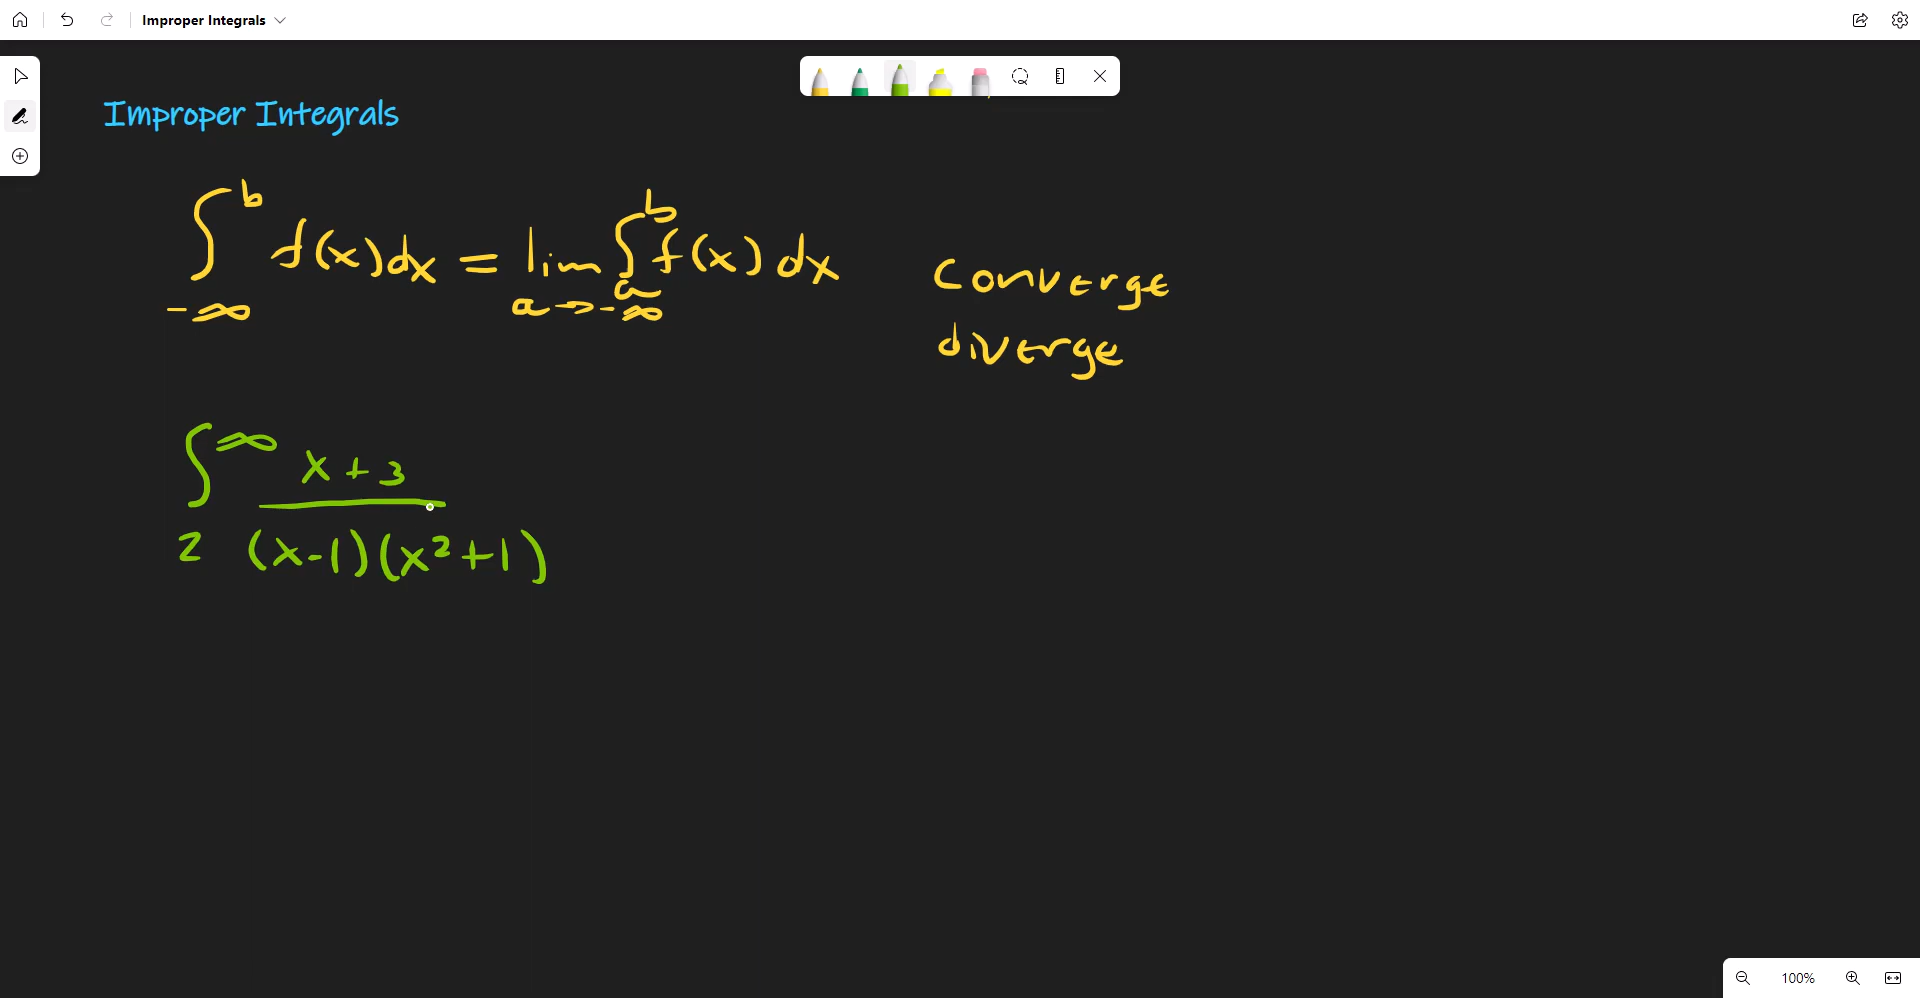 Improper Integrals
Improper Integrals
∫_{-∞}^{b} f(x)dx = lim_{a→-∞} ∫_{a}^{b} f(x) dx
Converge
diverge
∫_{2}^{∞} (x+3)/((x-1)(x²+1))
100%